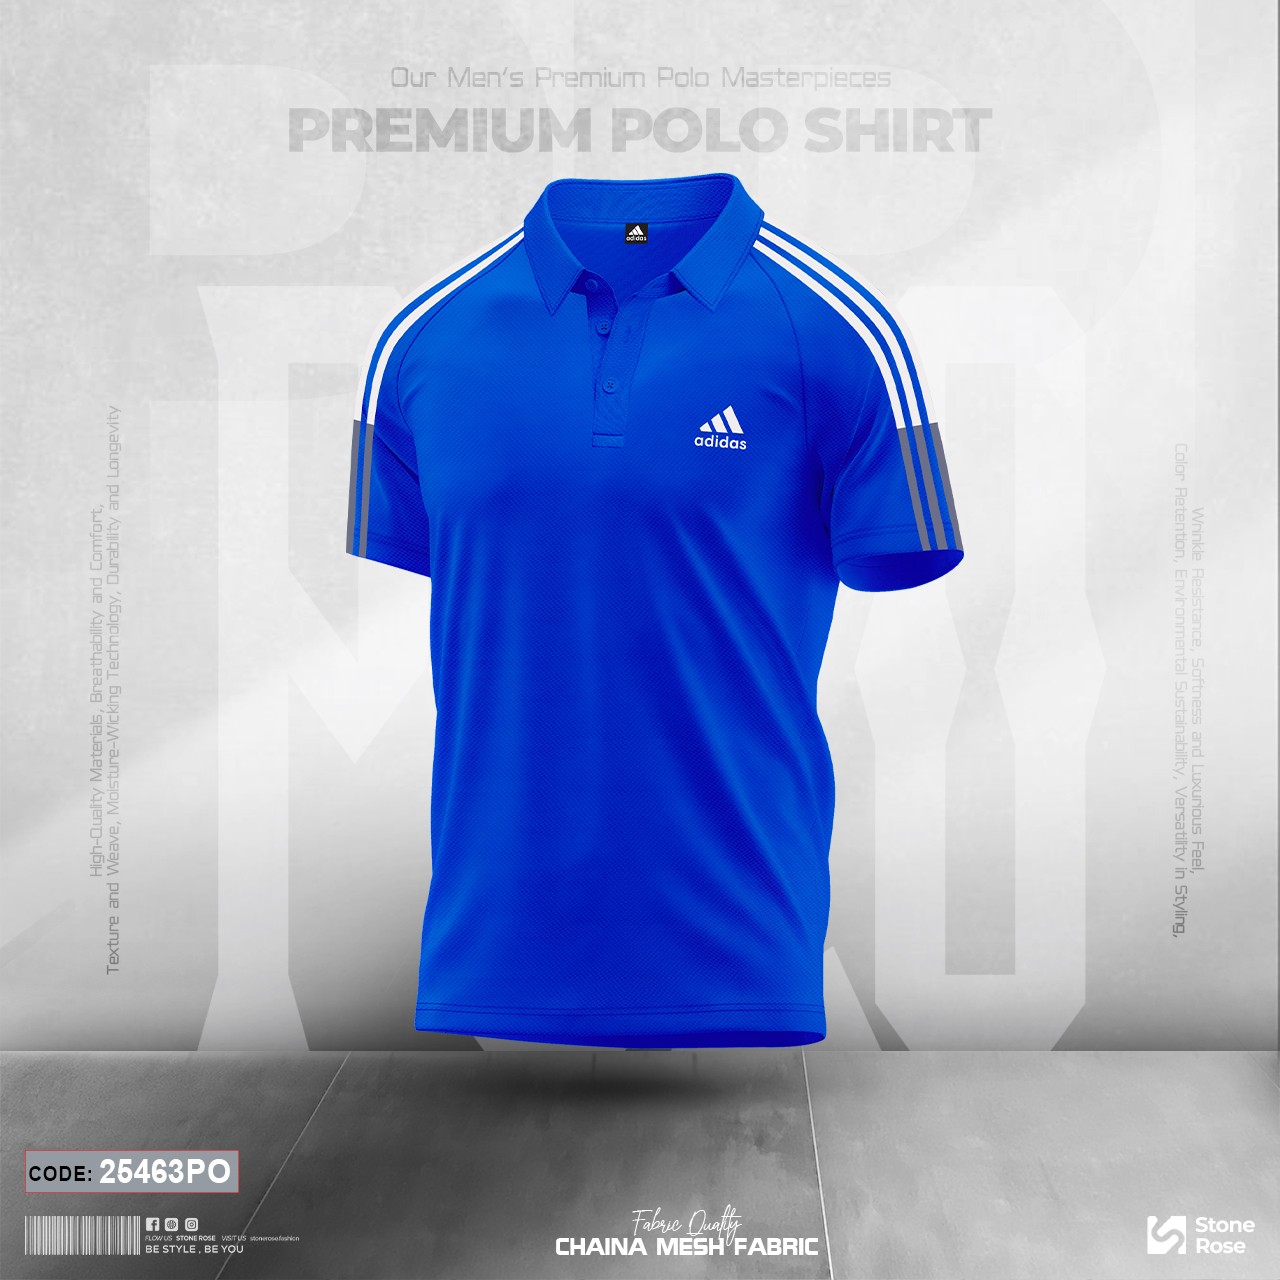 Our Men's Premium Polo Masterpieces
PREMIUM POLO SHIRT
adidas
adidas
High-Quality Materials, Breathability and Comfort,
Texture and Weave, Moisture-Wicking Technology, Durability and Longevity
Wrinkle Resistance, Softness and Luxurious Feel,
Color Retention, Environmental Sustainability, Versatility in Styling,
CODE: 25463PO
FLOW US STONE ROSE VISIT US stonerose.fashion
BE STYLE , BE YOU
Fabric Quality
CHAINA MESH FABRIC
Stone
Rose